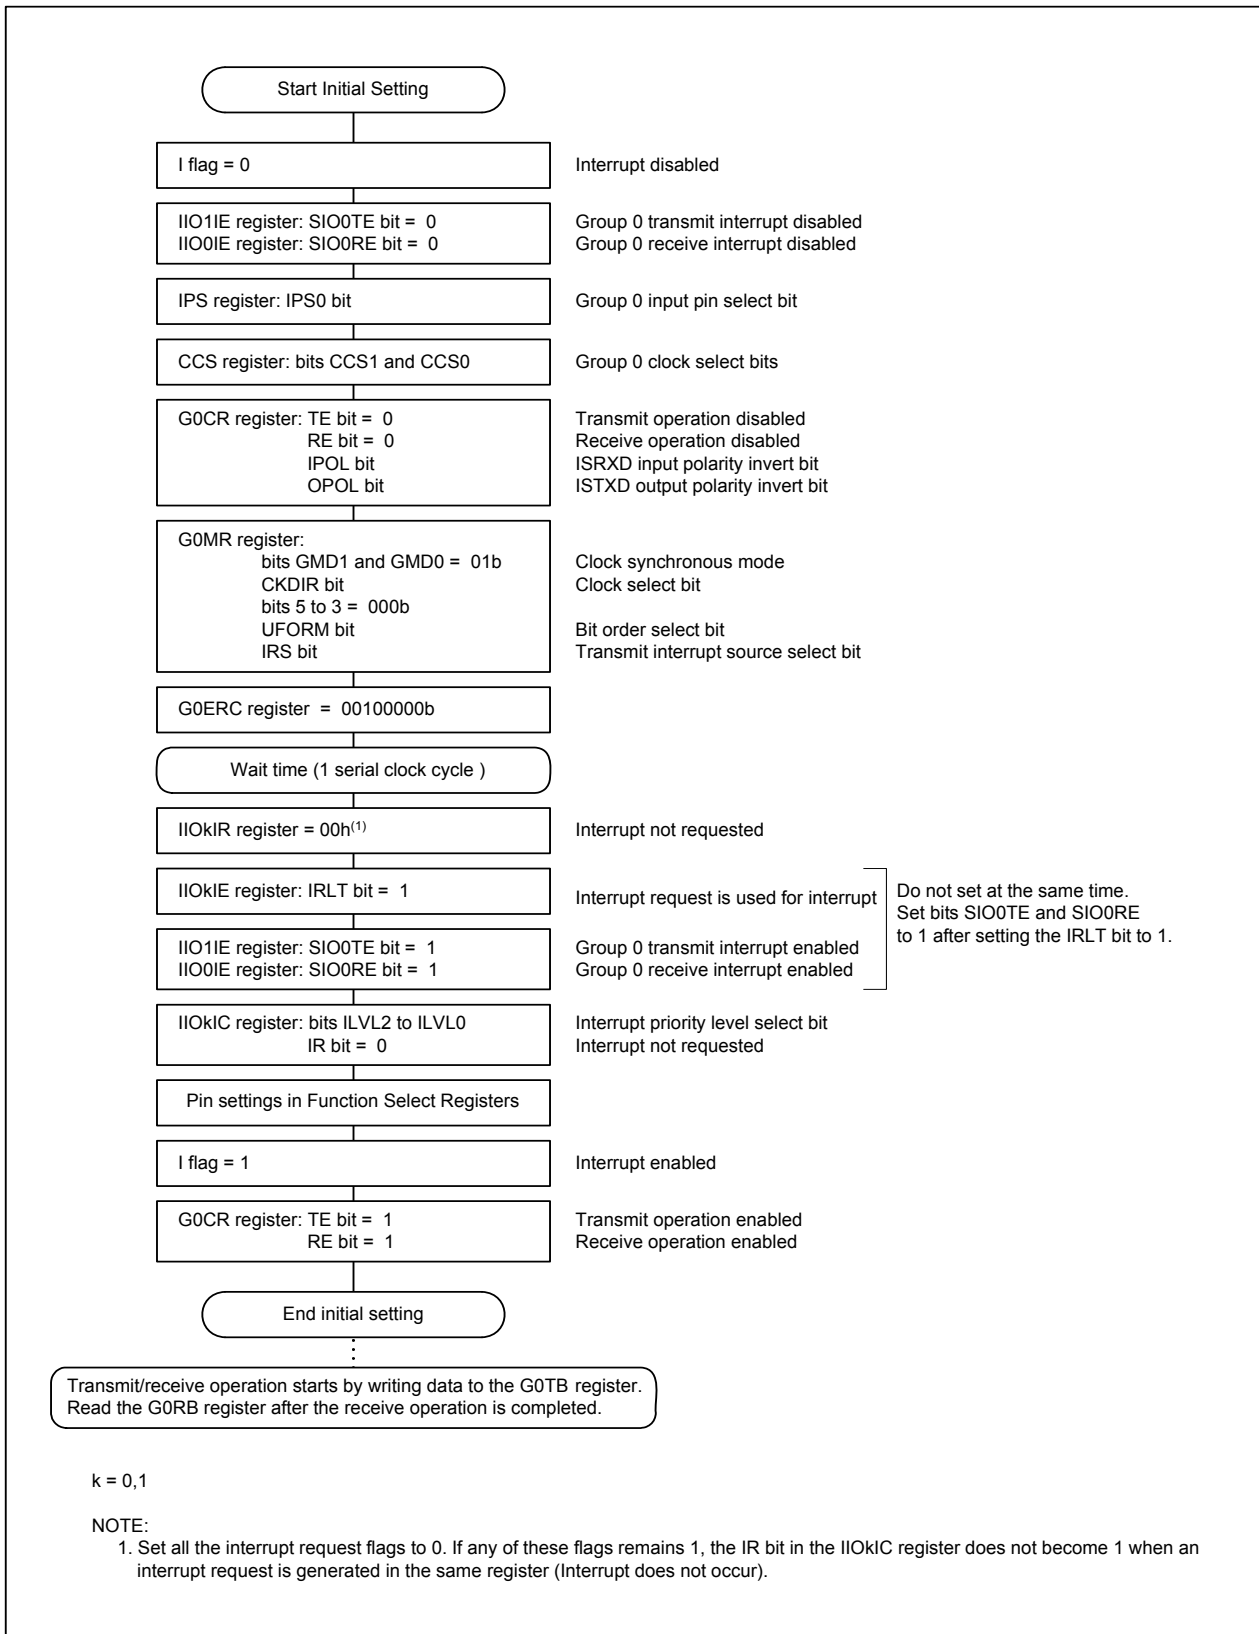 Start Initial Setting
I flag = 0 Interrupt disabled
IIO1IE register: SIO0TE bit = 0 Group 0 transmit interrupt disabled
IIO0IE register: SIO0RE bit = 0 Group 0 receive interrupt disabled
IPS register: IPS0 bit Group 0 input pin select bit
CCS register: bits CCS1 and CCS0 Group 0 clock select bits
G0CR register: TE bit = 0 Transmit operation disabled
RE bit = 0 Receive operation disabled
IPOL bit ISRXD input polarity invert bit
OPOL bit ISTXD output polarity invert bit
G0MR register:
bits GMD1 and GMD0 = 01b Clock synchronous mode
CKDIR bit Clock select bit
bits 5 to 3 = 000b
UFORM bit Bit order select bit
IRS bit Transmit interrupt source select bit
G0ERC register = 00100000b
Wait time (1 serial clock cycle )
IIOkIR register = 00h(1) Interrupt not requested
IIOkIE register: IRLT bit = 1 Interrupt request is used for interrupt
Do not set at the same time.
Set bits SIO0TE and SIO0RE
to 1 after setting the IRLT bit to 1.
IIO1IE register: SIO0TE bit = 1 Group 0 transmit interrupt enabled
IIO0IE register: SIO0RE bit = 1 Group 0 receive interrupt enabled
IIOkIC register: bits ILVL2 to ILVL0 Interrupt priority level select bit
IR bit = 0 Interrupt not requested
Pin settings in Function Select Registers
I flag = 1 Interrupt enabled
G0CR register: TE bit = 1 Transmit operation enabled
RE bit = 1 Receive operation enabled
End initial setting
Transmit/receive operation starts by writing data to the G0TB register.
Read the G0RB register after the receive operation is completed.
k = 0,1
NOTE:
1. Set all the interrupt request flags to 0. If any of these flags remains 1, the IR bit in the IIOkIC register does not become 1 when an
interrupt request is generated in the same register (Interrupt does not occur).